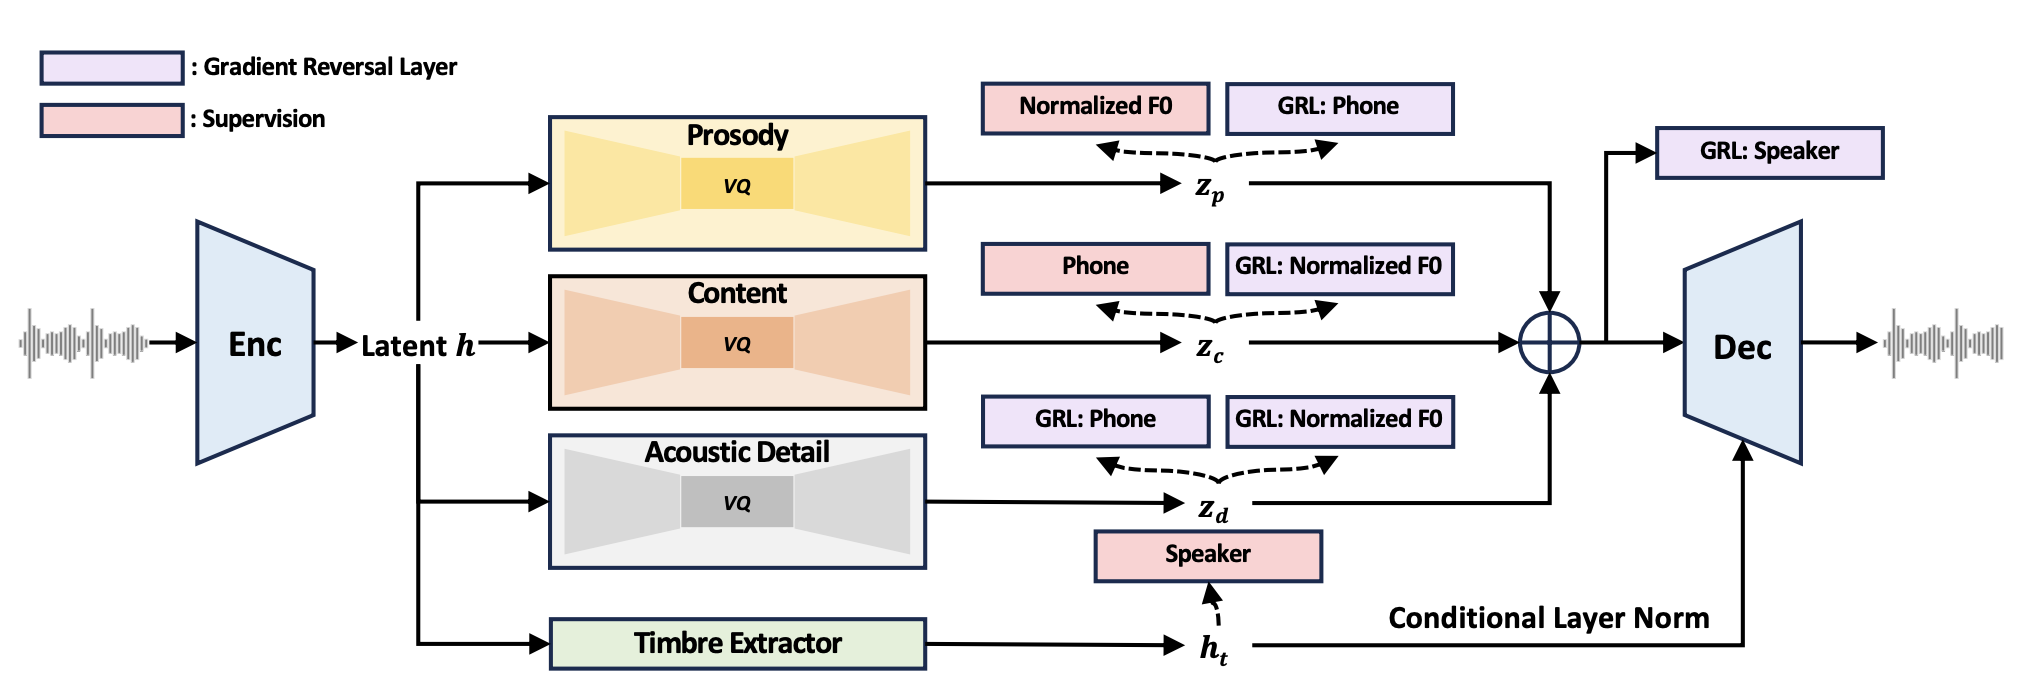 : Gradient Reversal Layer
: Supervision
Normalized F0
GRL: Phone
Prosody
VQ
z_p
GRL: Speaker
Enc
Latent h
Content
VQ
Phone
GRL: Normalized F0
z_c
Dec
Acoustic Detail
VQ
GRL: Phone
GRL: Normalized F0
z_d
Speaker
Timbre Extractor
h_t
Conditional Layer Norm